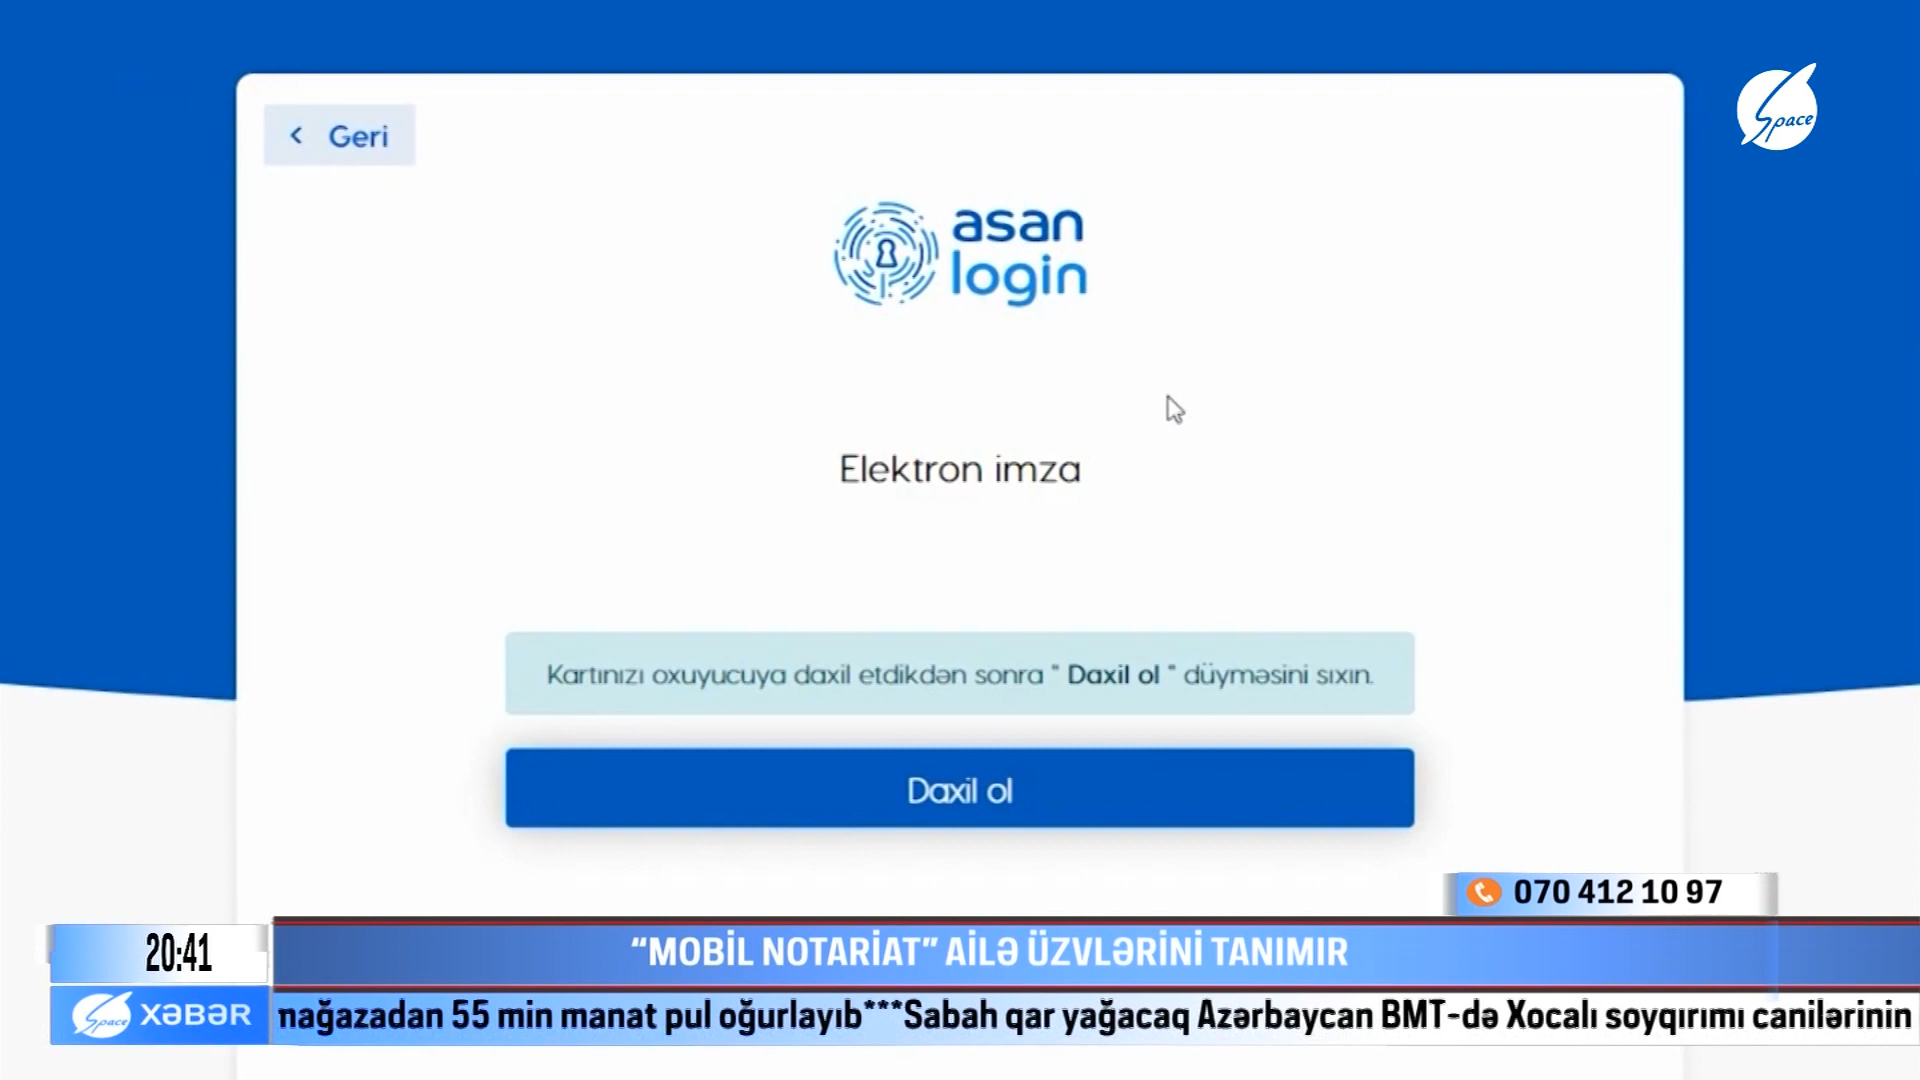 Space
Geri
asan
login
Elektron imza
Kartınızı oxuyucuya daxil etdikdən sonra " Daxil ol " düyməsini sıxın.
Daxil ol
070 412 10 97
20:41
“MOBİL NOTARİAT” AİLƏ ÜZVLƏRİNİ TANIMIR
Space XƏBƏR
mağazadan 55 min manat pul oğurlayıb***Sabah qar yağacaq Azərbaycan BMT-də Xocalı soyqırımı canilərinin